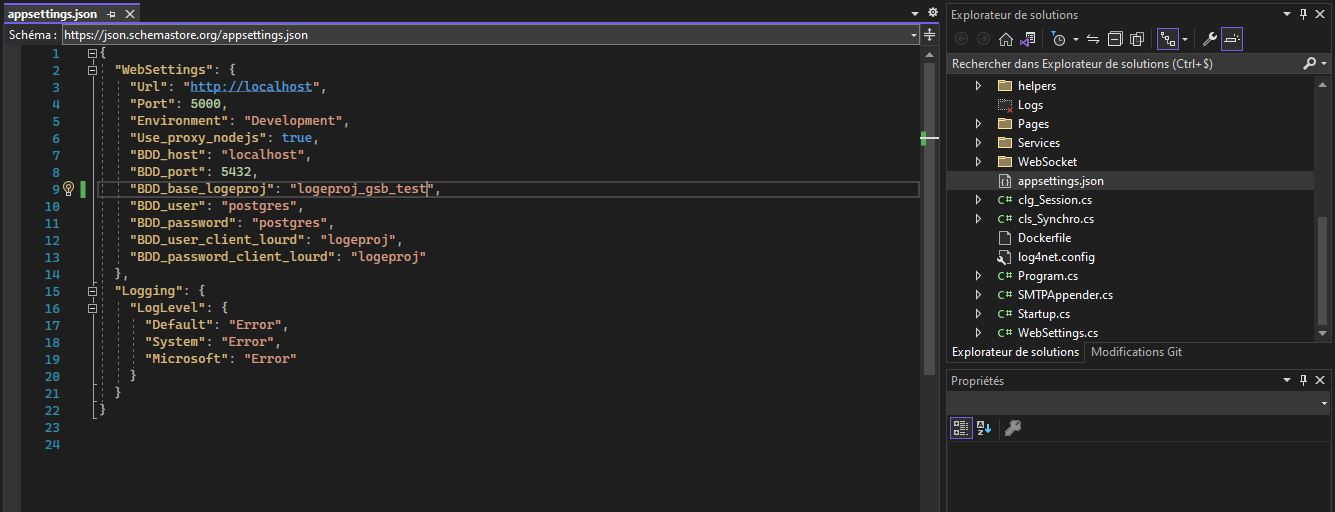 appsettings.json
Schéma : https://json.schemastore.org/appsettings.json
1 {
2 "WebSettings": {
3 "Url": "http://localhost",
4 "Port": 5000,
5 "Environment": "Development",
6 "Use_proxy_nodejs": true,
7 "BDD_host": "localhost",
8 "BDD_port": 5432,
9 "BDD_base_logeproj": "logeproj_gsb_test",
10 "BDD_user": "postgres",
11 "BDD_password": "postgres",
12 "BDD_user_client_lourd": "logeproj",
13 "BDD_password_client_lourd": "logeproj"
14 },
15 "Logging": {
16 "LogLevel": {
17 "Default": "Error",
18 "System": "Error",
19 "Microsoft": "Error"
20 }
21 }
22 }
23
24
Explorateur de solutions
Rechercher dans Explorateur de solutions (Ctrl+$)
helpers
Logs
Pages
Services
WebSocket
appsettings.json
C# clg_Session.cs
C# cls_Synchro.cs
Dockerfile
log4net.config
C# Program.cs
C# SMTPAppender.cs
C# Startup.cs
C# WebSettings.cs
Explorateur de solutions Modifications Git
Propriétés